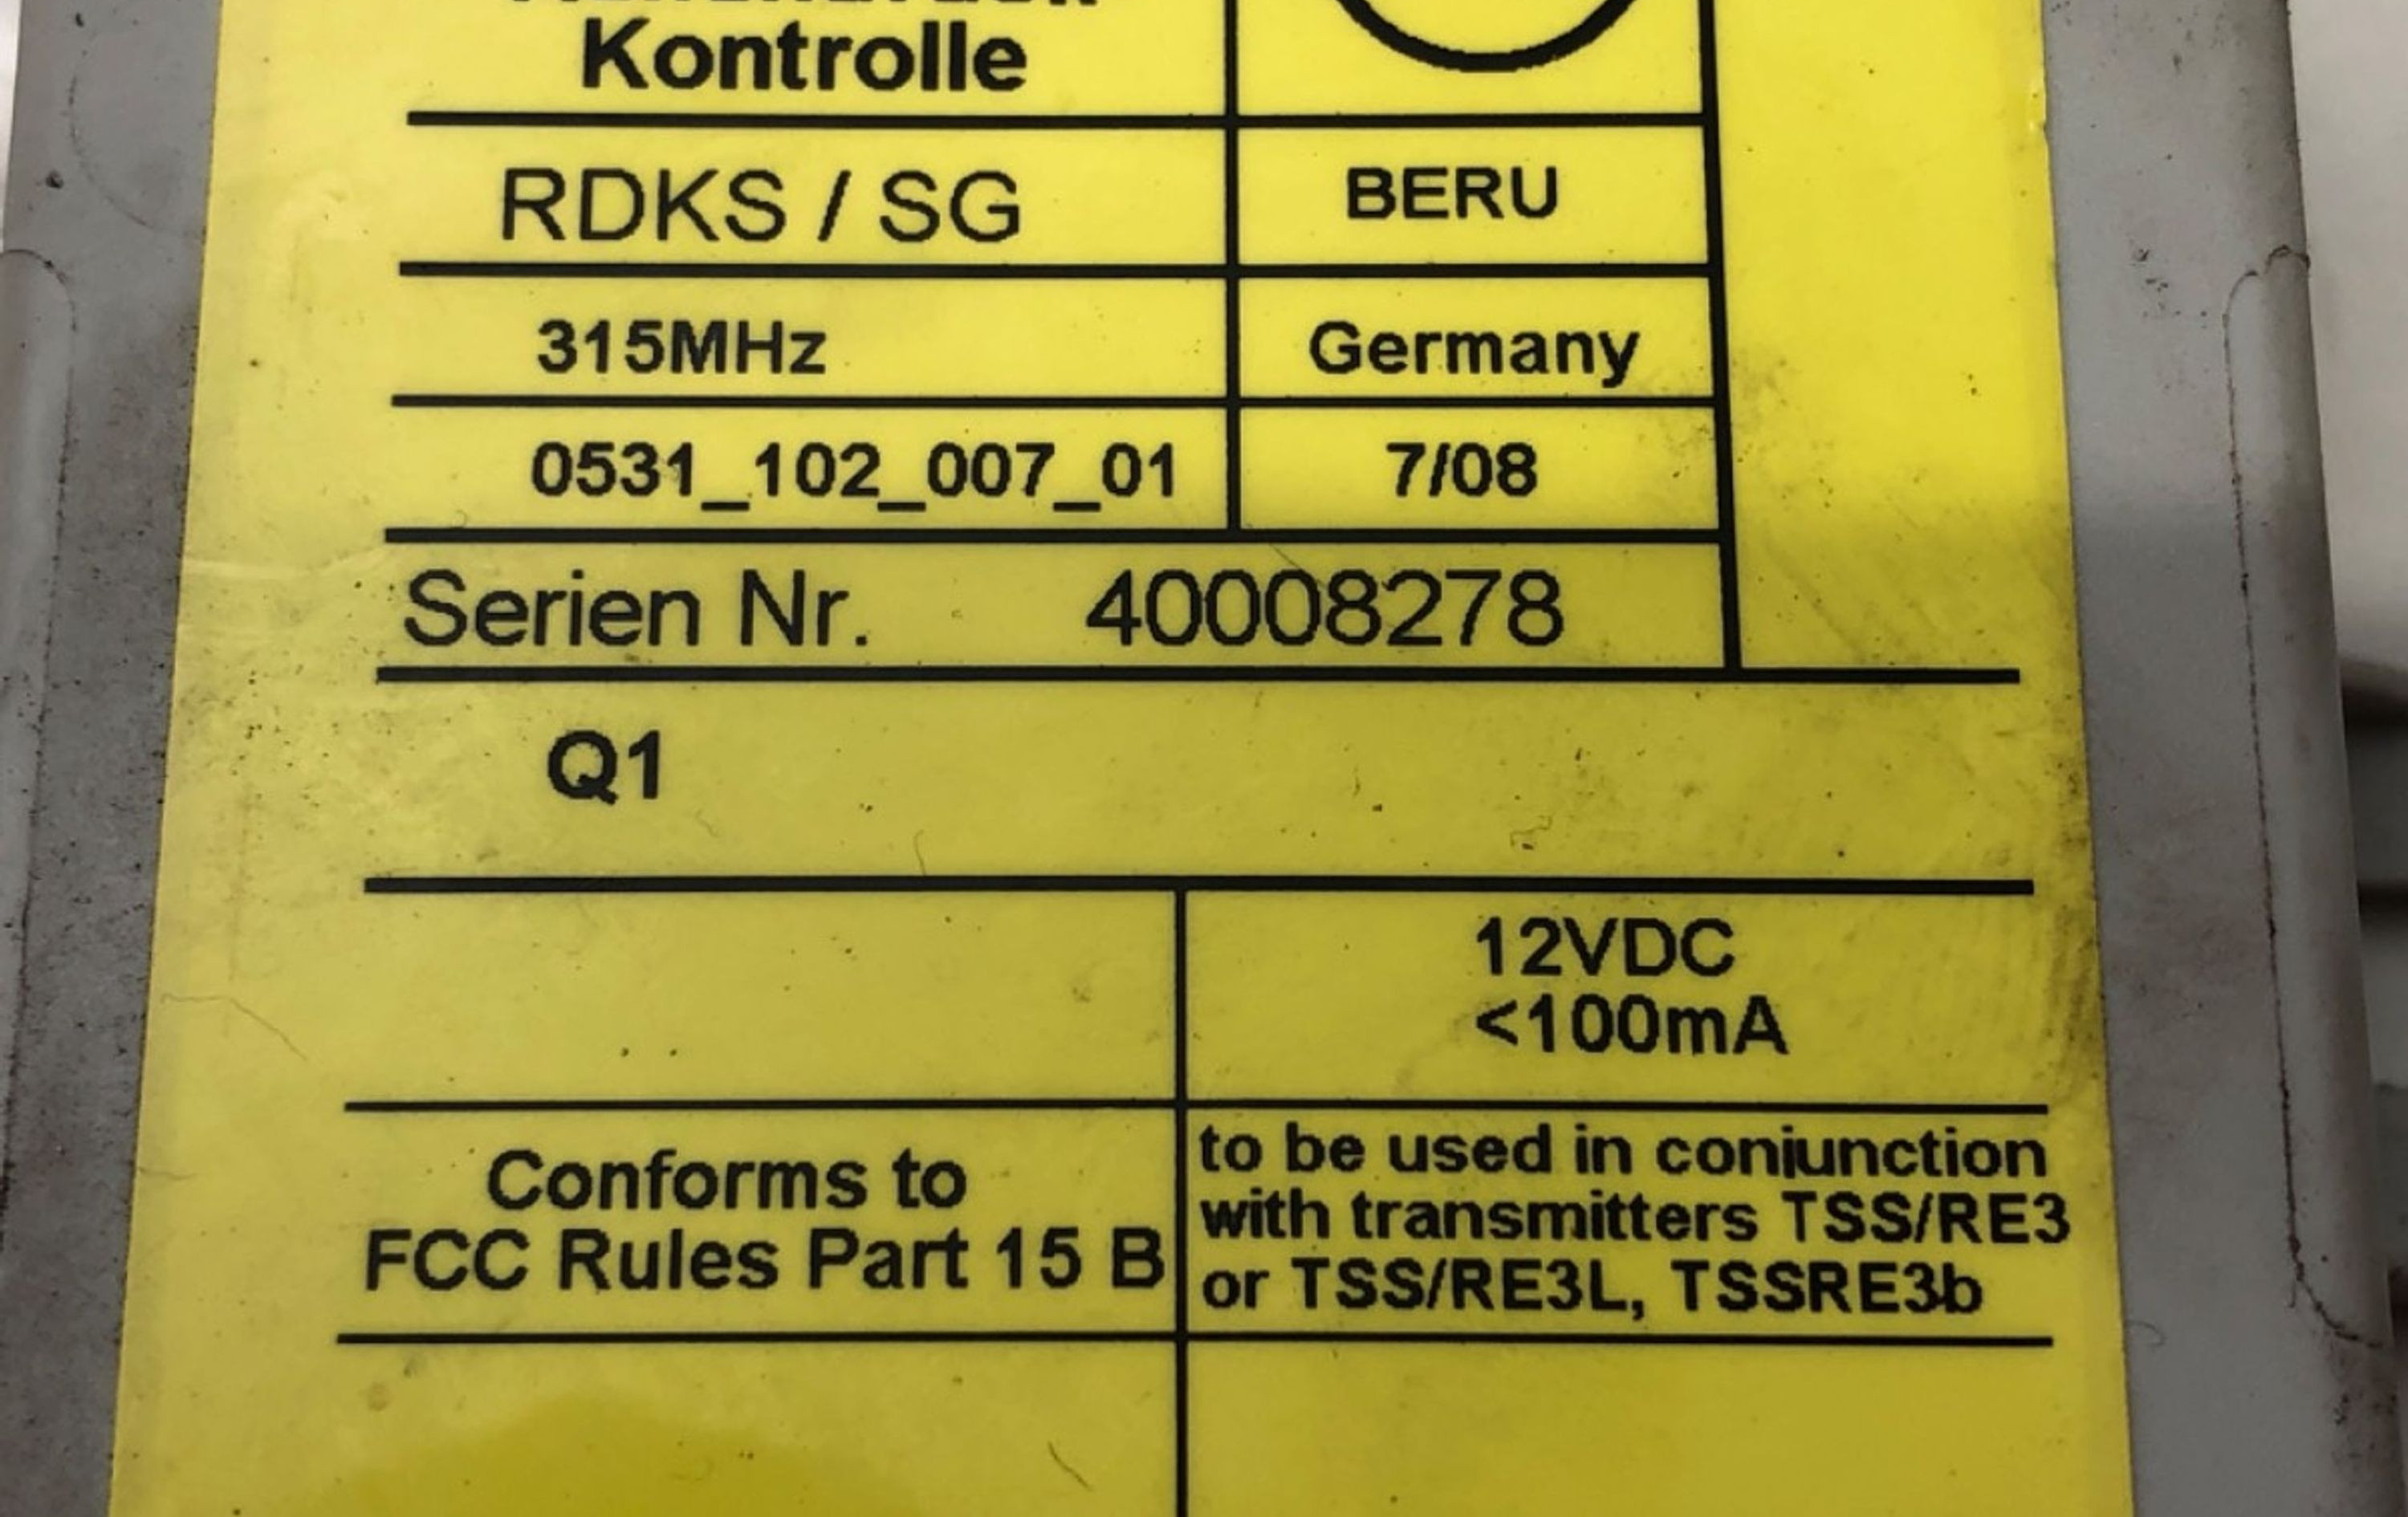 Kontrolle
RDKS / SG
BERU
315MHz
Germany
0531_102_007_01
7/08
Serien Nr. 40008278
Q1
12VDC
<100mA
Conforms to
FCC Rules Part 15 B
to be used in conjunction
with transmitters TSS/RE3
or TSS/RE3L, TSSRE3b